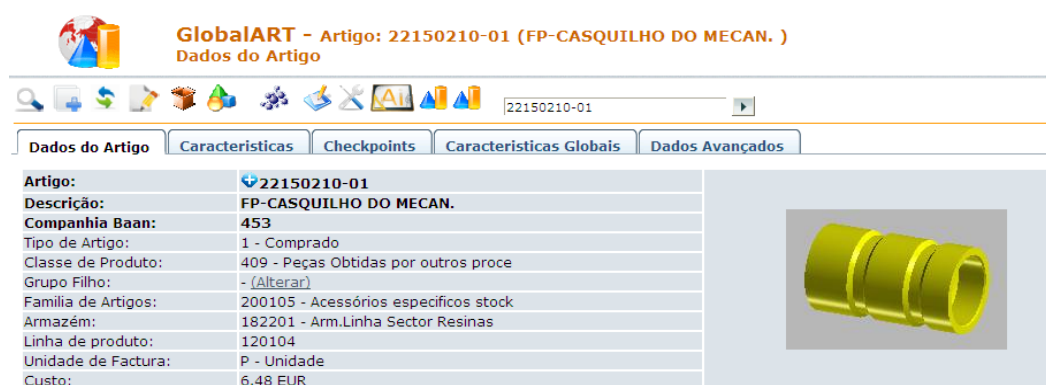 GlobalART - Artigo: 22150210-01 (FP-CASQUILHO DO MECAN. )
Dados do Artigo
22150210-01
Dados do Artigo Caracteristicas Checkpoints Caracteristicas Globais Dados Avançados
Artigo: 22150210-01
Descrição: FP-CASQUILHO DO MECAN.
Companhia Baan: 453
Tipo de Artigo: 1 - Comprado
Classe de Produto: 409 - Peças Obtidas por outros proce
Grupo Filho: - (Alterar)
Familia de Artigos: 200105 - Acessórios especificos stock
Armazém: 182201 - Arm.Linha Sector Resinas
Linha de produto: 120104
Unidade de Factura: P - Unidade
Custo: 6.48 EUR